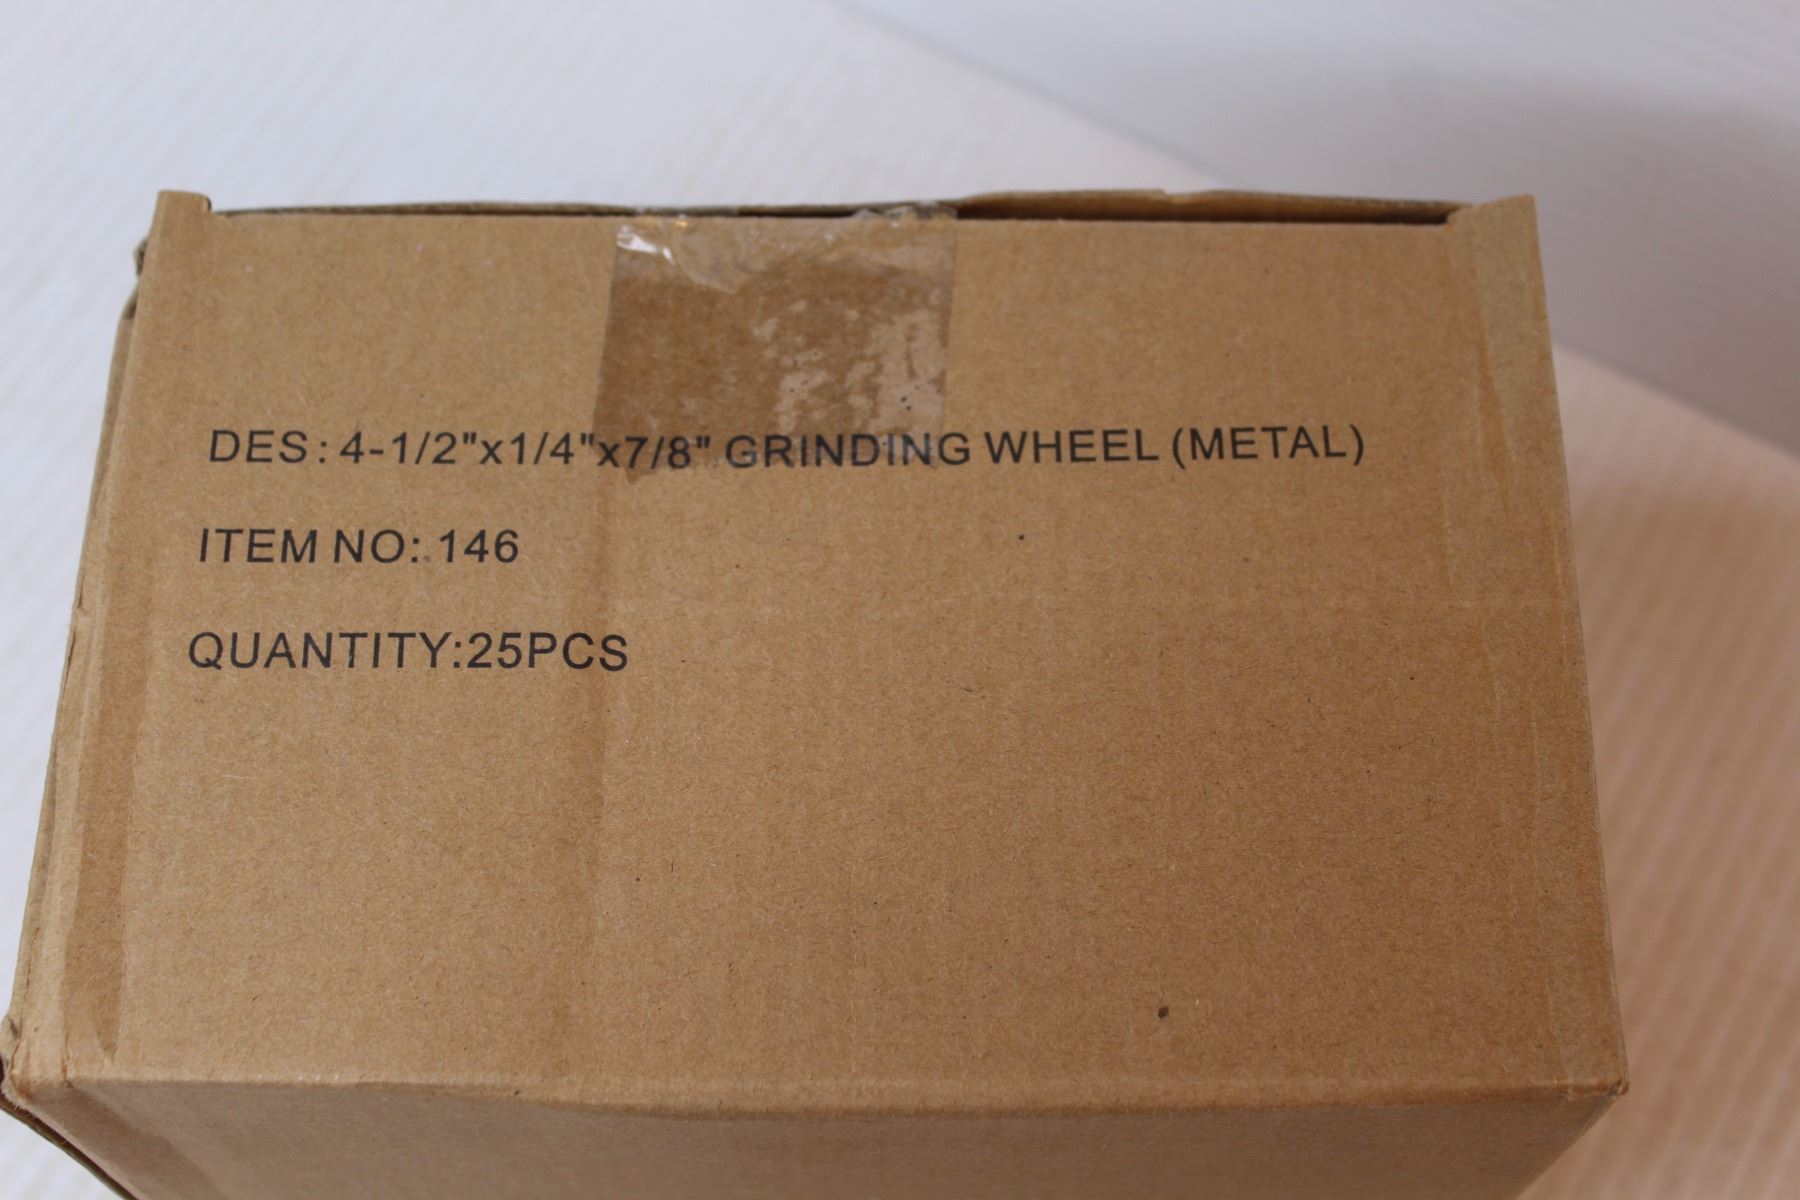 DES: 4-1/2"x1/4"x7/8" GRINDING WHEEL (METAL)
ITEM NO: 146
QUANTITY:25PCS